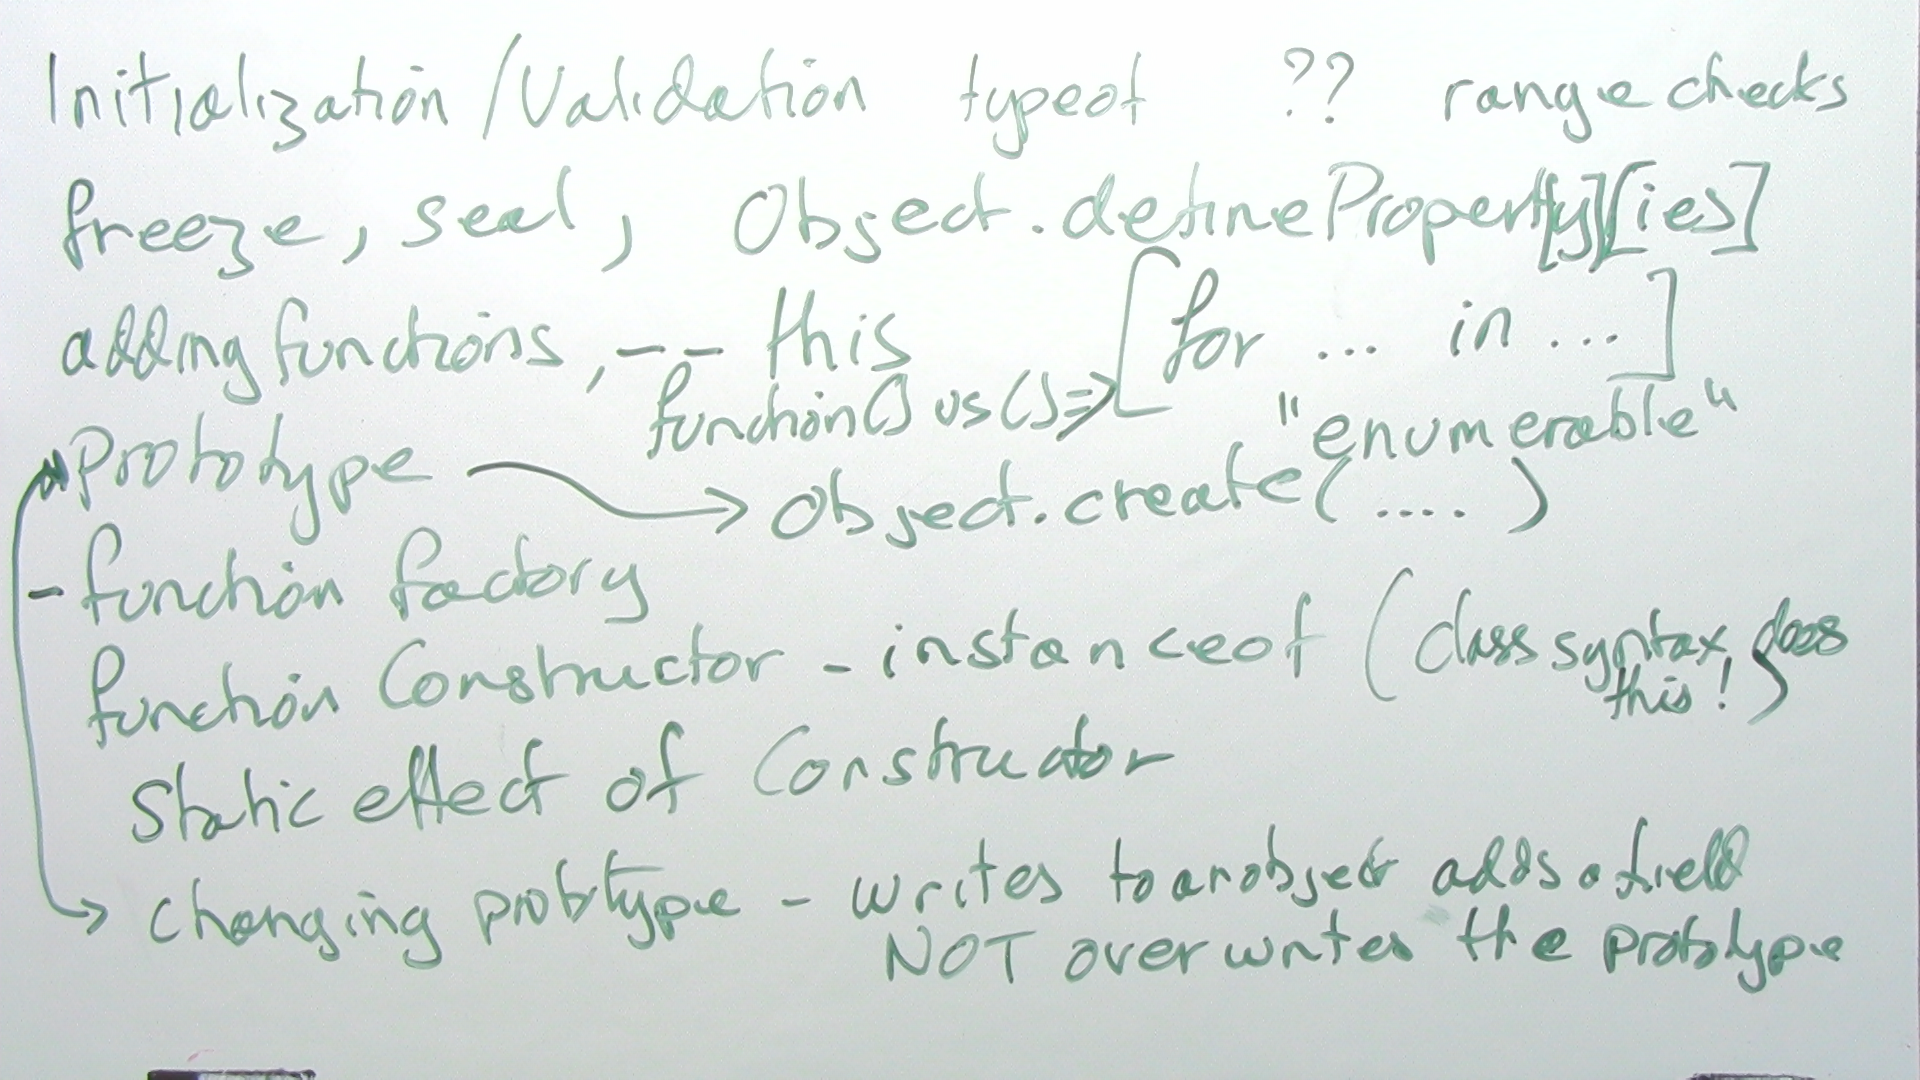 Initialization/Validation typeof ?? range checks
freeze, seal, Object.defineProperty[y][ies]
adding functions, -- this [for ... in ...]
function() vs () => "enumerable"
prototype → Object.create(....)
- function factory
function Constructor - instanceof (class syntax does
this!)
static effect of Constructor
→ changing prototype - writes to an object adds a field
NOT overwrites the prototype